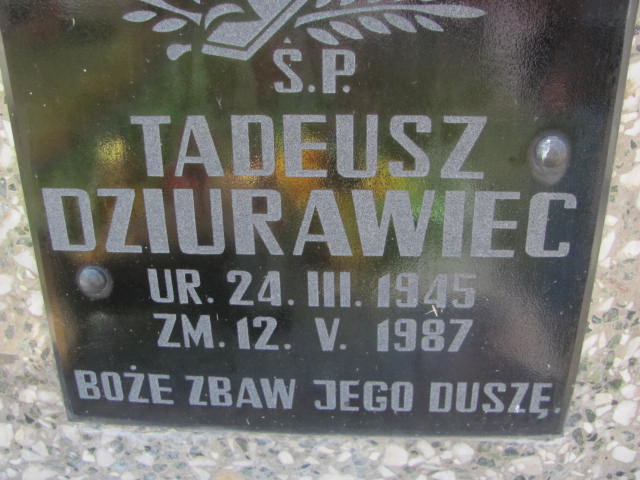 Ś.P.
TADEUSZ
DZIURAWIEC
UR. 24. III. 1945
ZM. 12. V. 1987
BOŻE ZBAW JEGO DUSZĘ.